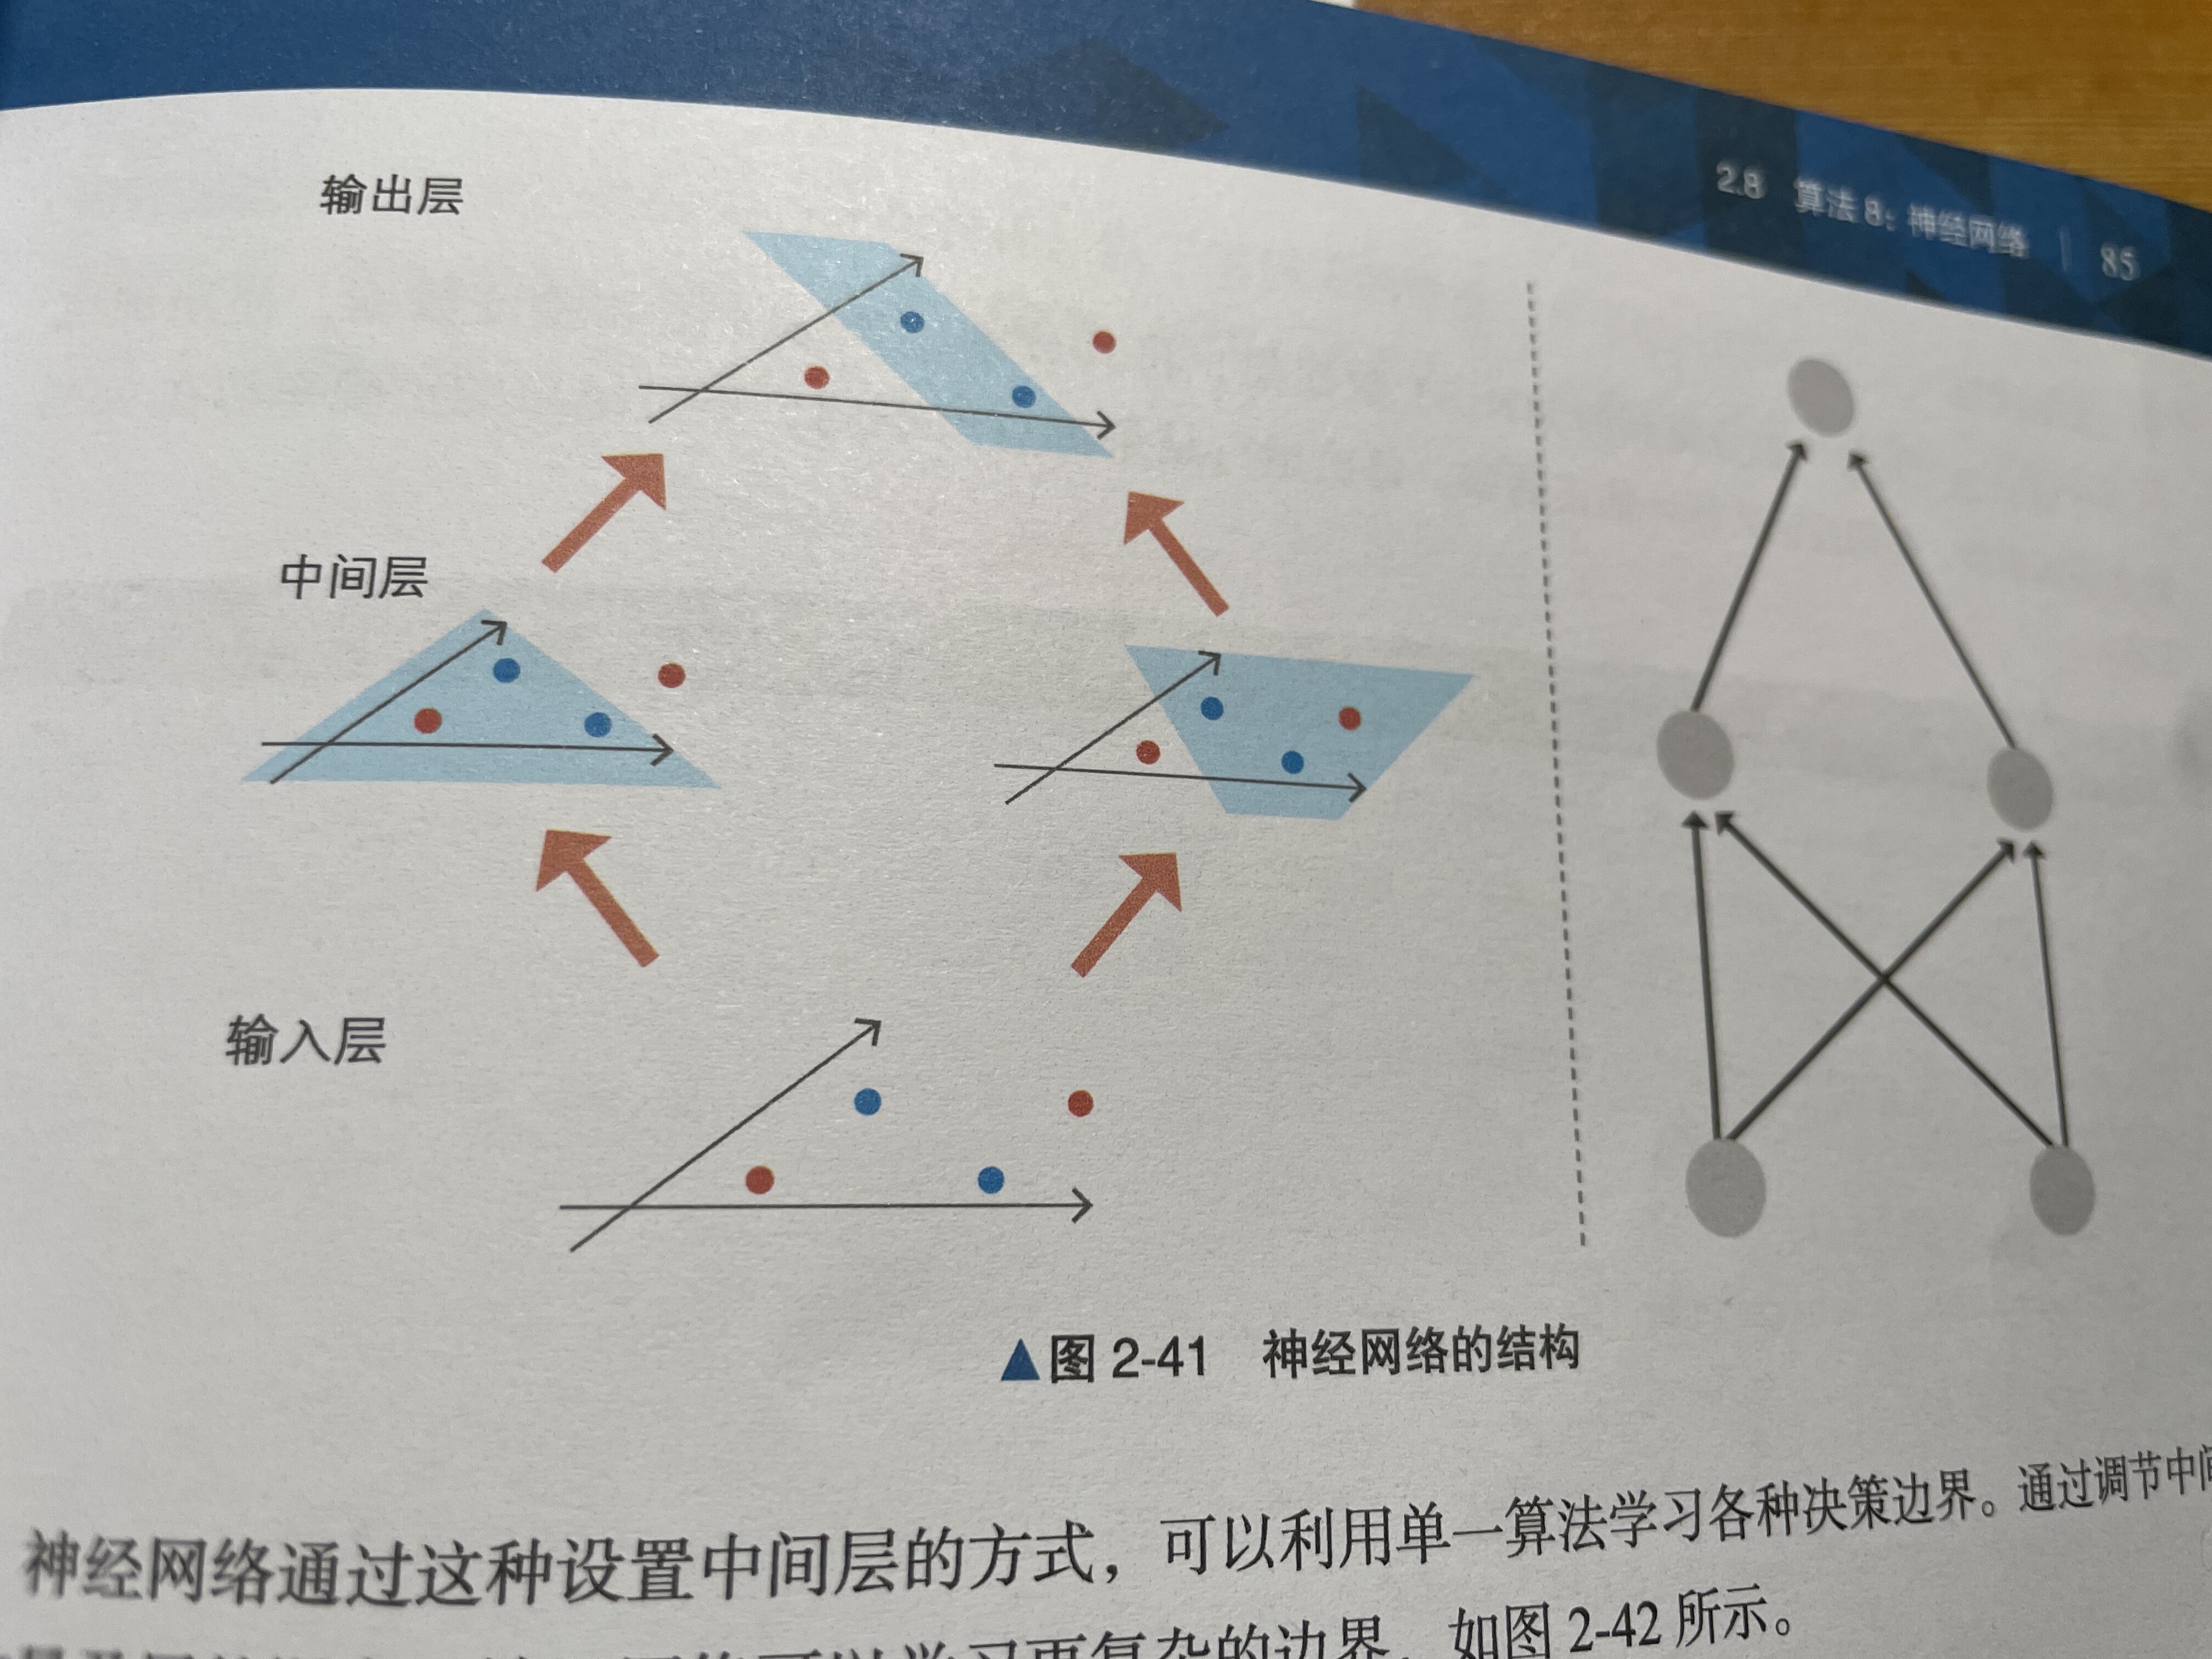 2.8 算法 8：神经网络 | 85
输出层
中间层
输入层
▲图 2-41 神经网络的结构
神经网络通过这种设置中间层的方式，可以利用单一算法学习各种决策边界。通过调节中间
可以学习更复杂的边界，如图 2-42 所示。